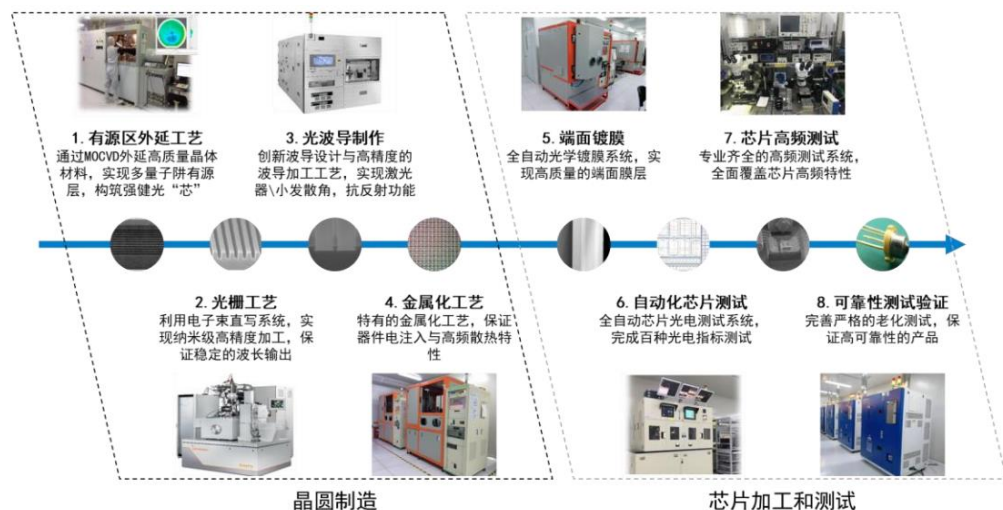 1. 有源区外延工艺
通过MOCVD外延高质量晶体
材料，实现多量子阱有源
层，构筑强健光“芯”
3. 光波导制作
创新波导设计与高精度的
波导加工工艺，实现激光
器\小发散角，抗反射功能
5. 端面镀膜
全自动光学镀膜系统，实
现高质量的端面膜层
7. 芯片高频测试
专业齐全的高频测试系统，
全面覆盖芯片高频特性
2. 光栅工艺
利用电子束直写系统，实
现纳米级高精度加工，保
证稳定的波长输出
4. 金属化工艺
特有的金属化工艺，保证
器件电注入与高频散热特
性
6. 自动化芯片测试
全自动芯片光电测试系统，
完成百种光电指标测试
8. 可靠性测试验证
完善严格的老化测试，保
证高可靠性的产品
晶圆制造
芯片加工和测试